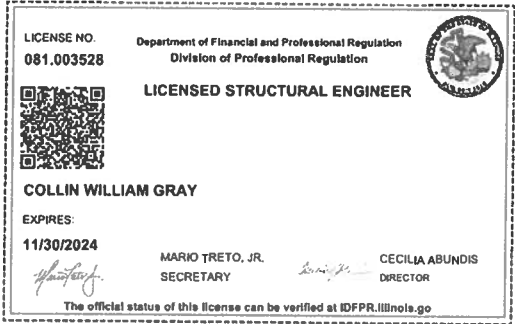 LICENSE NO.
081.003528
Department of Financial and Professional Regulation
Division of Professional Regulation
LICENSED STRUCTURAL ENGINEER
COLLIN WILLIAM GRAY
EXPIRES:
11/30/2024
MARIO TRETO, JR.
SECRETARY
CECILIA ABUNDIS
DIRECTOR
The official status of this license can be verified at IDFPR.Illinois.go